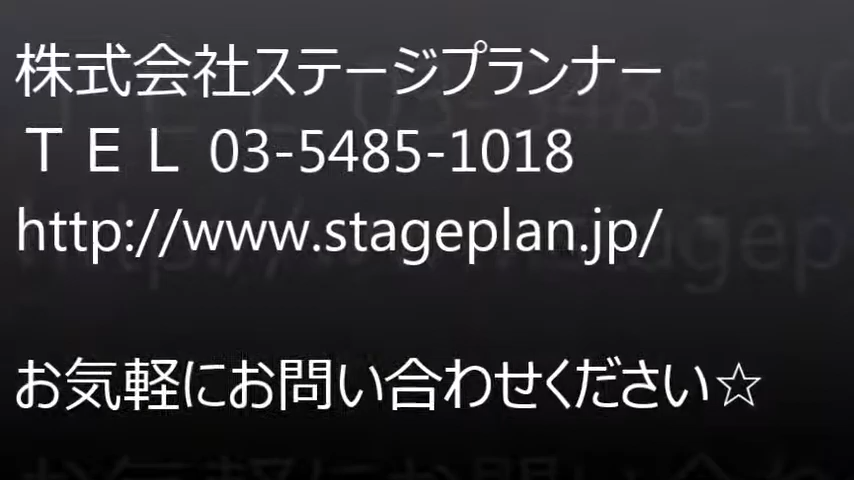 株式会社ステージプランナー
ＴＥＬ 03-5485-1018
http://www.stageplan.jp/
お気軽にお問い合わせください☆